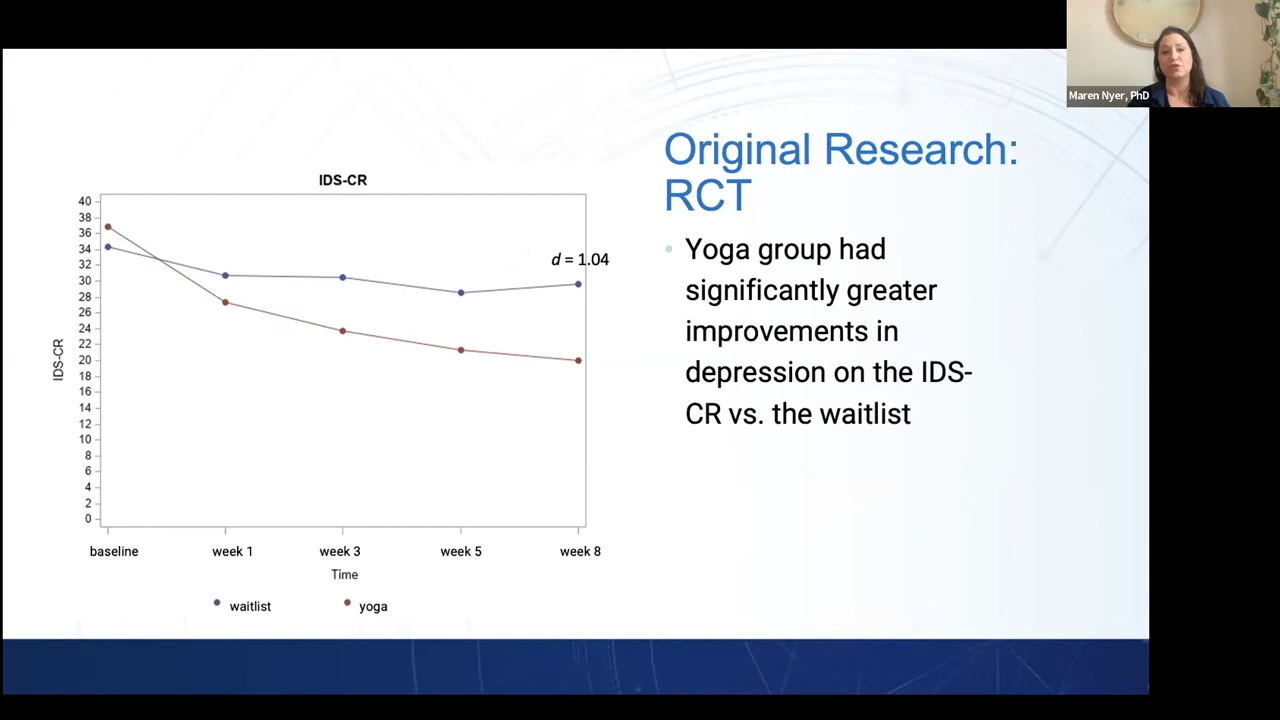 Maren Nyer, PhD
Original Research:
RCT
Yoga group had
significantly greater
improvements in
depression on the IDS-
CR vs. the waitlist
IDS-CR
40
38
36
34
32
30
28
26
24
22
20
18
16
14
12
10
8
6
4
2
0
IDS-CR
d = 1.04
baseline week 1 week 3 week 5 week 8
Time
waitlist yoga